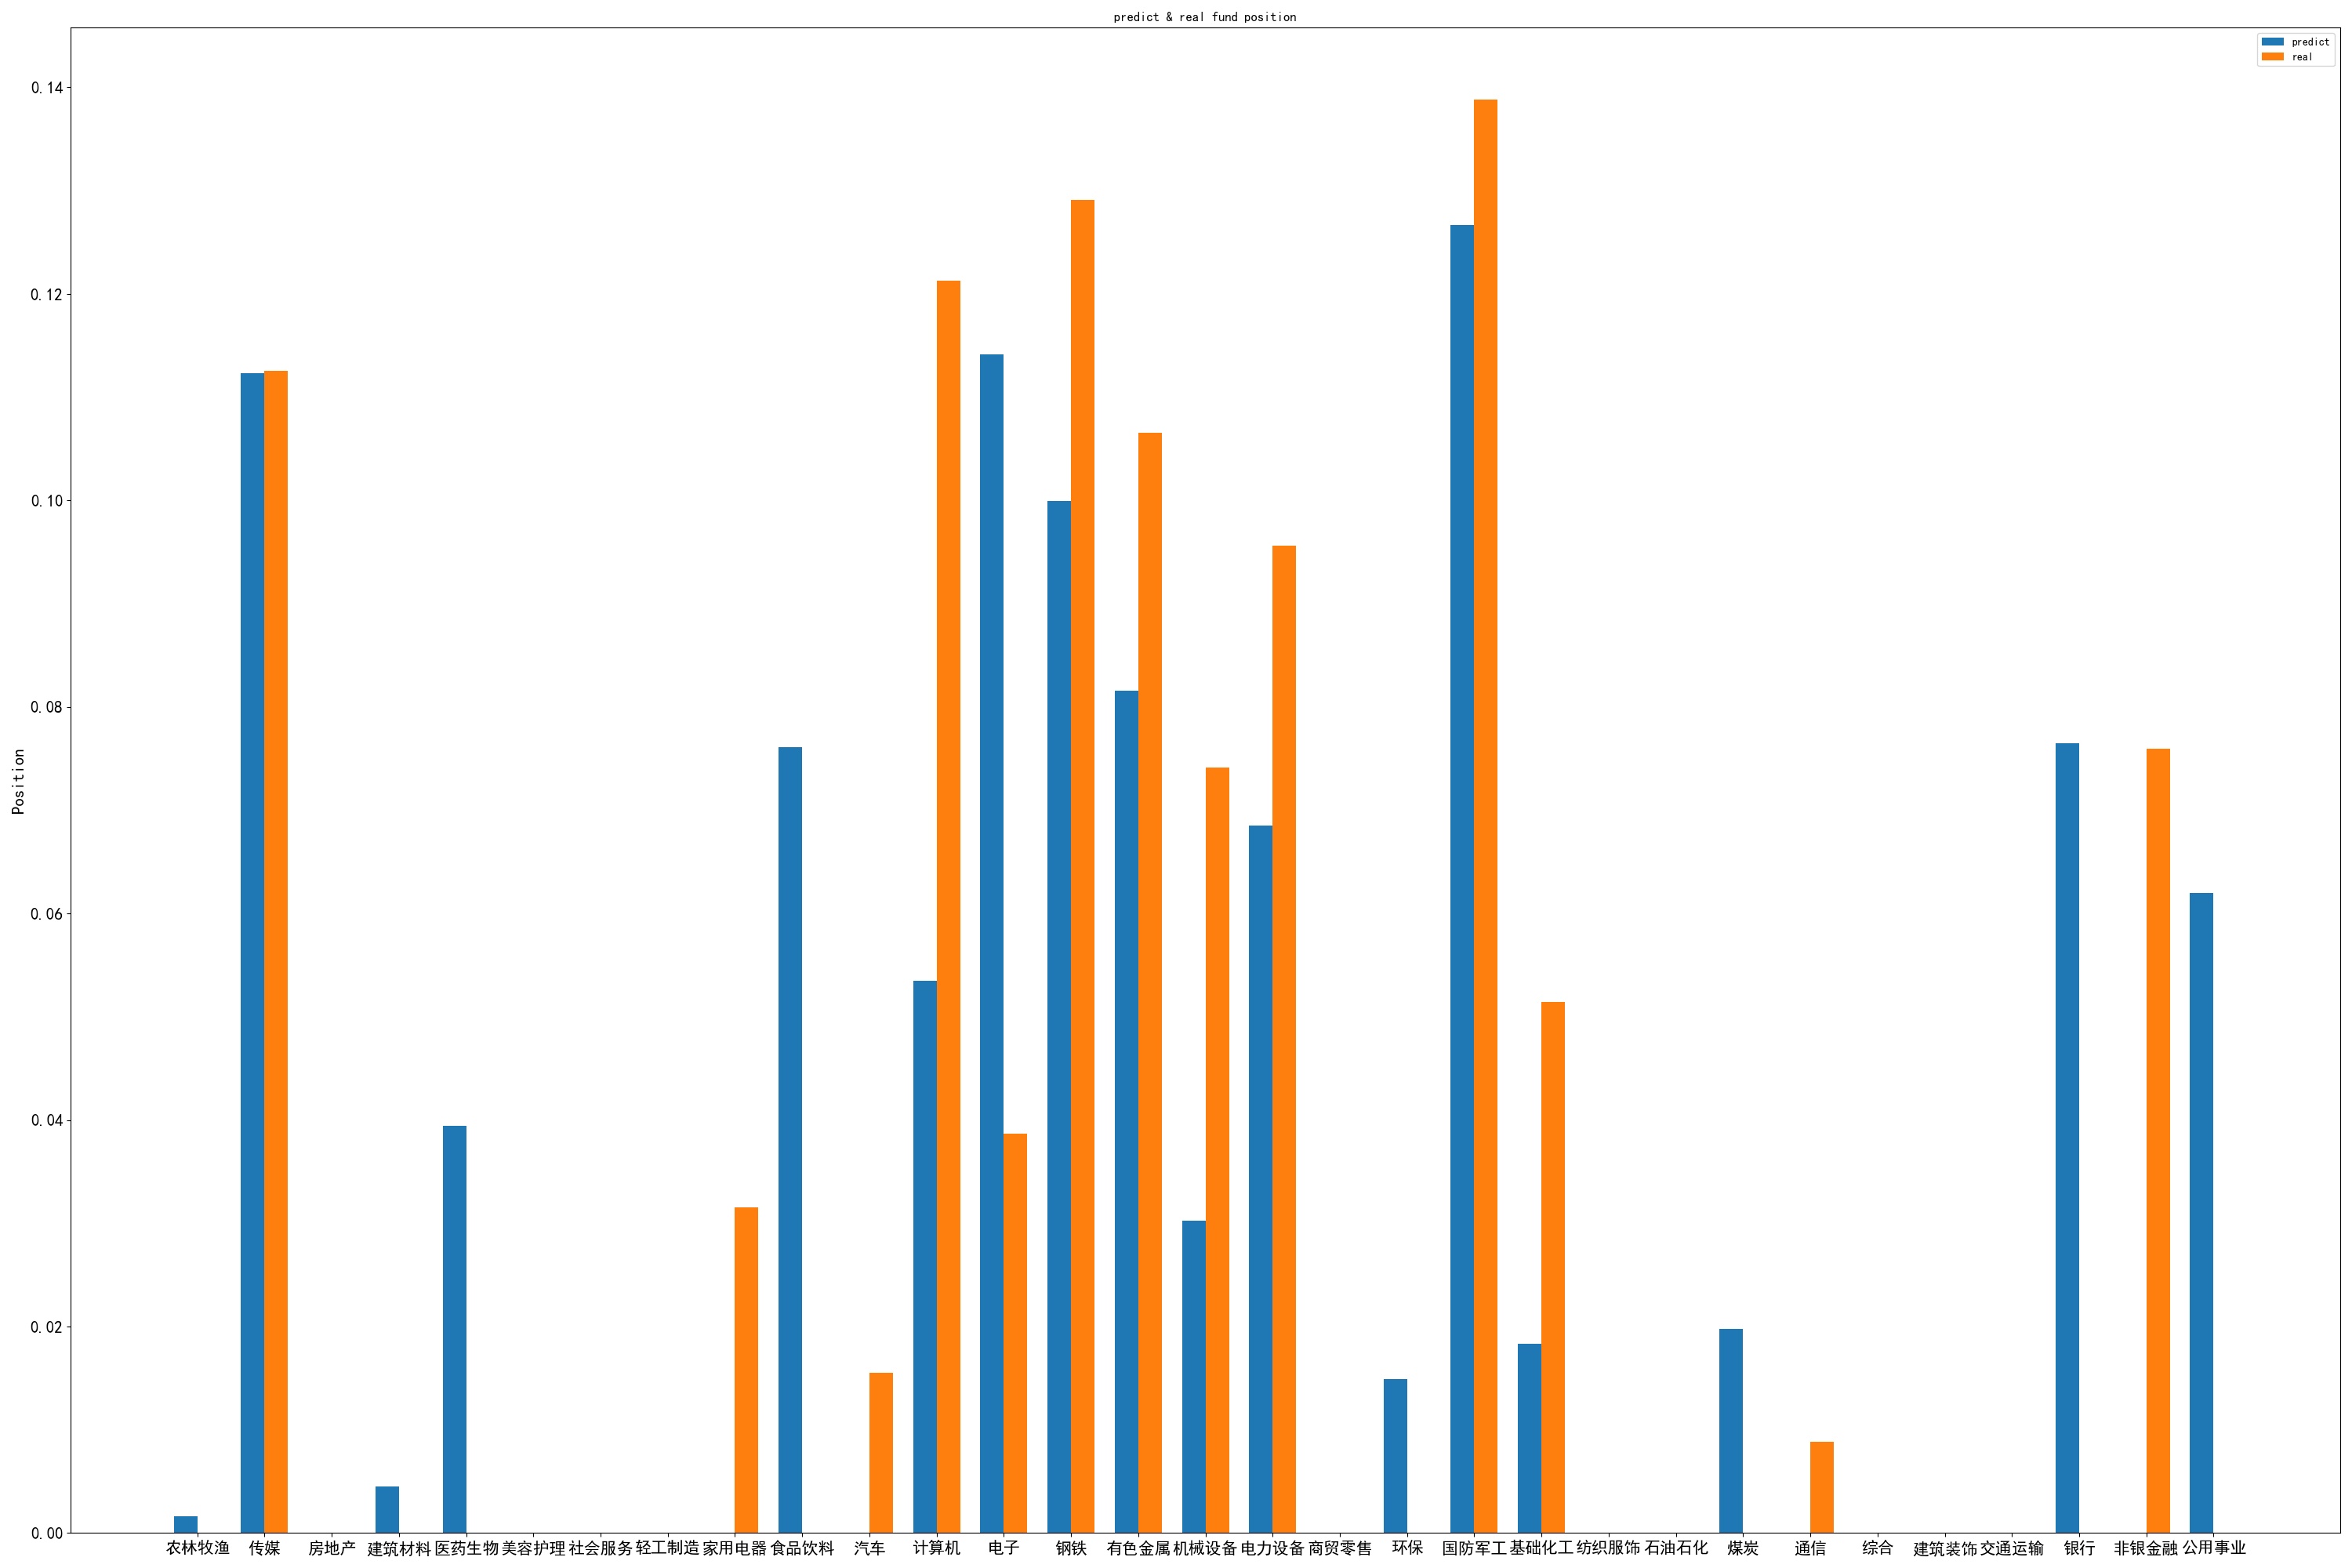 predict & real fund position
predict
real
0.14
0.12
0.10
0.08
0.06
0.04
0.02
0.00
Position
农林牧渔 传媒 房地产 建筑材料 医药生物 美容护理 社会服务 轻工制造 家用电器 食品饮料 汽车 计算机 电子 钢铁 有色金属 机械设备 电力设备 商贸零售 环保 国防军工 基础化工 纺织服饰 石油石化 煤炭 通信 综合 建筑装饰 交通运输 银行 非银金融 公用事业